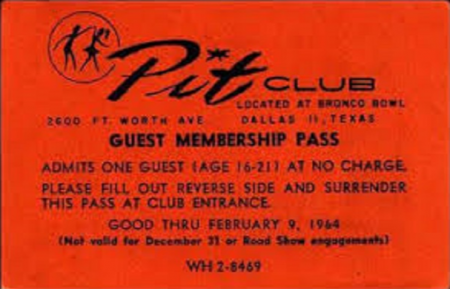 Pit CLUB
LOCATED AT BRONCO BOWL
2600 FT. WORTH AVE. DALLAS 11, TEXAS
GUEST MEMBERSHIP PASS
ADMITS ONE GUEST (AGE 16-21) AT NO CHARGE.
PLEASE FILL OUT REVERSE SIDE AND SURRENDER
THIS PASS AT CLUB ENTRANCE.
GOOD THRU FEBRUARY 9, 1964
(Not valid for December 31 or Road Show engagements)
WH 2-8469